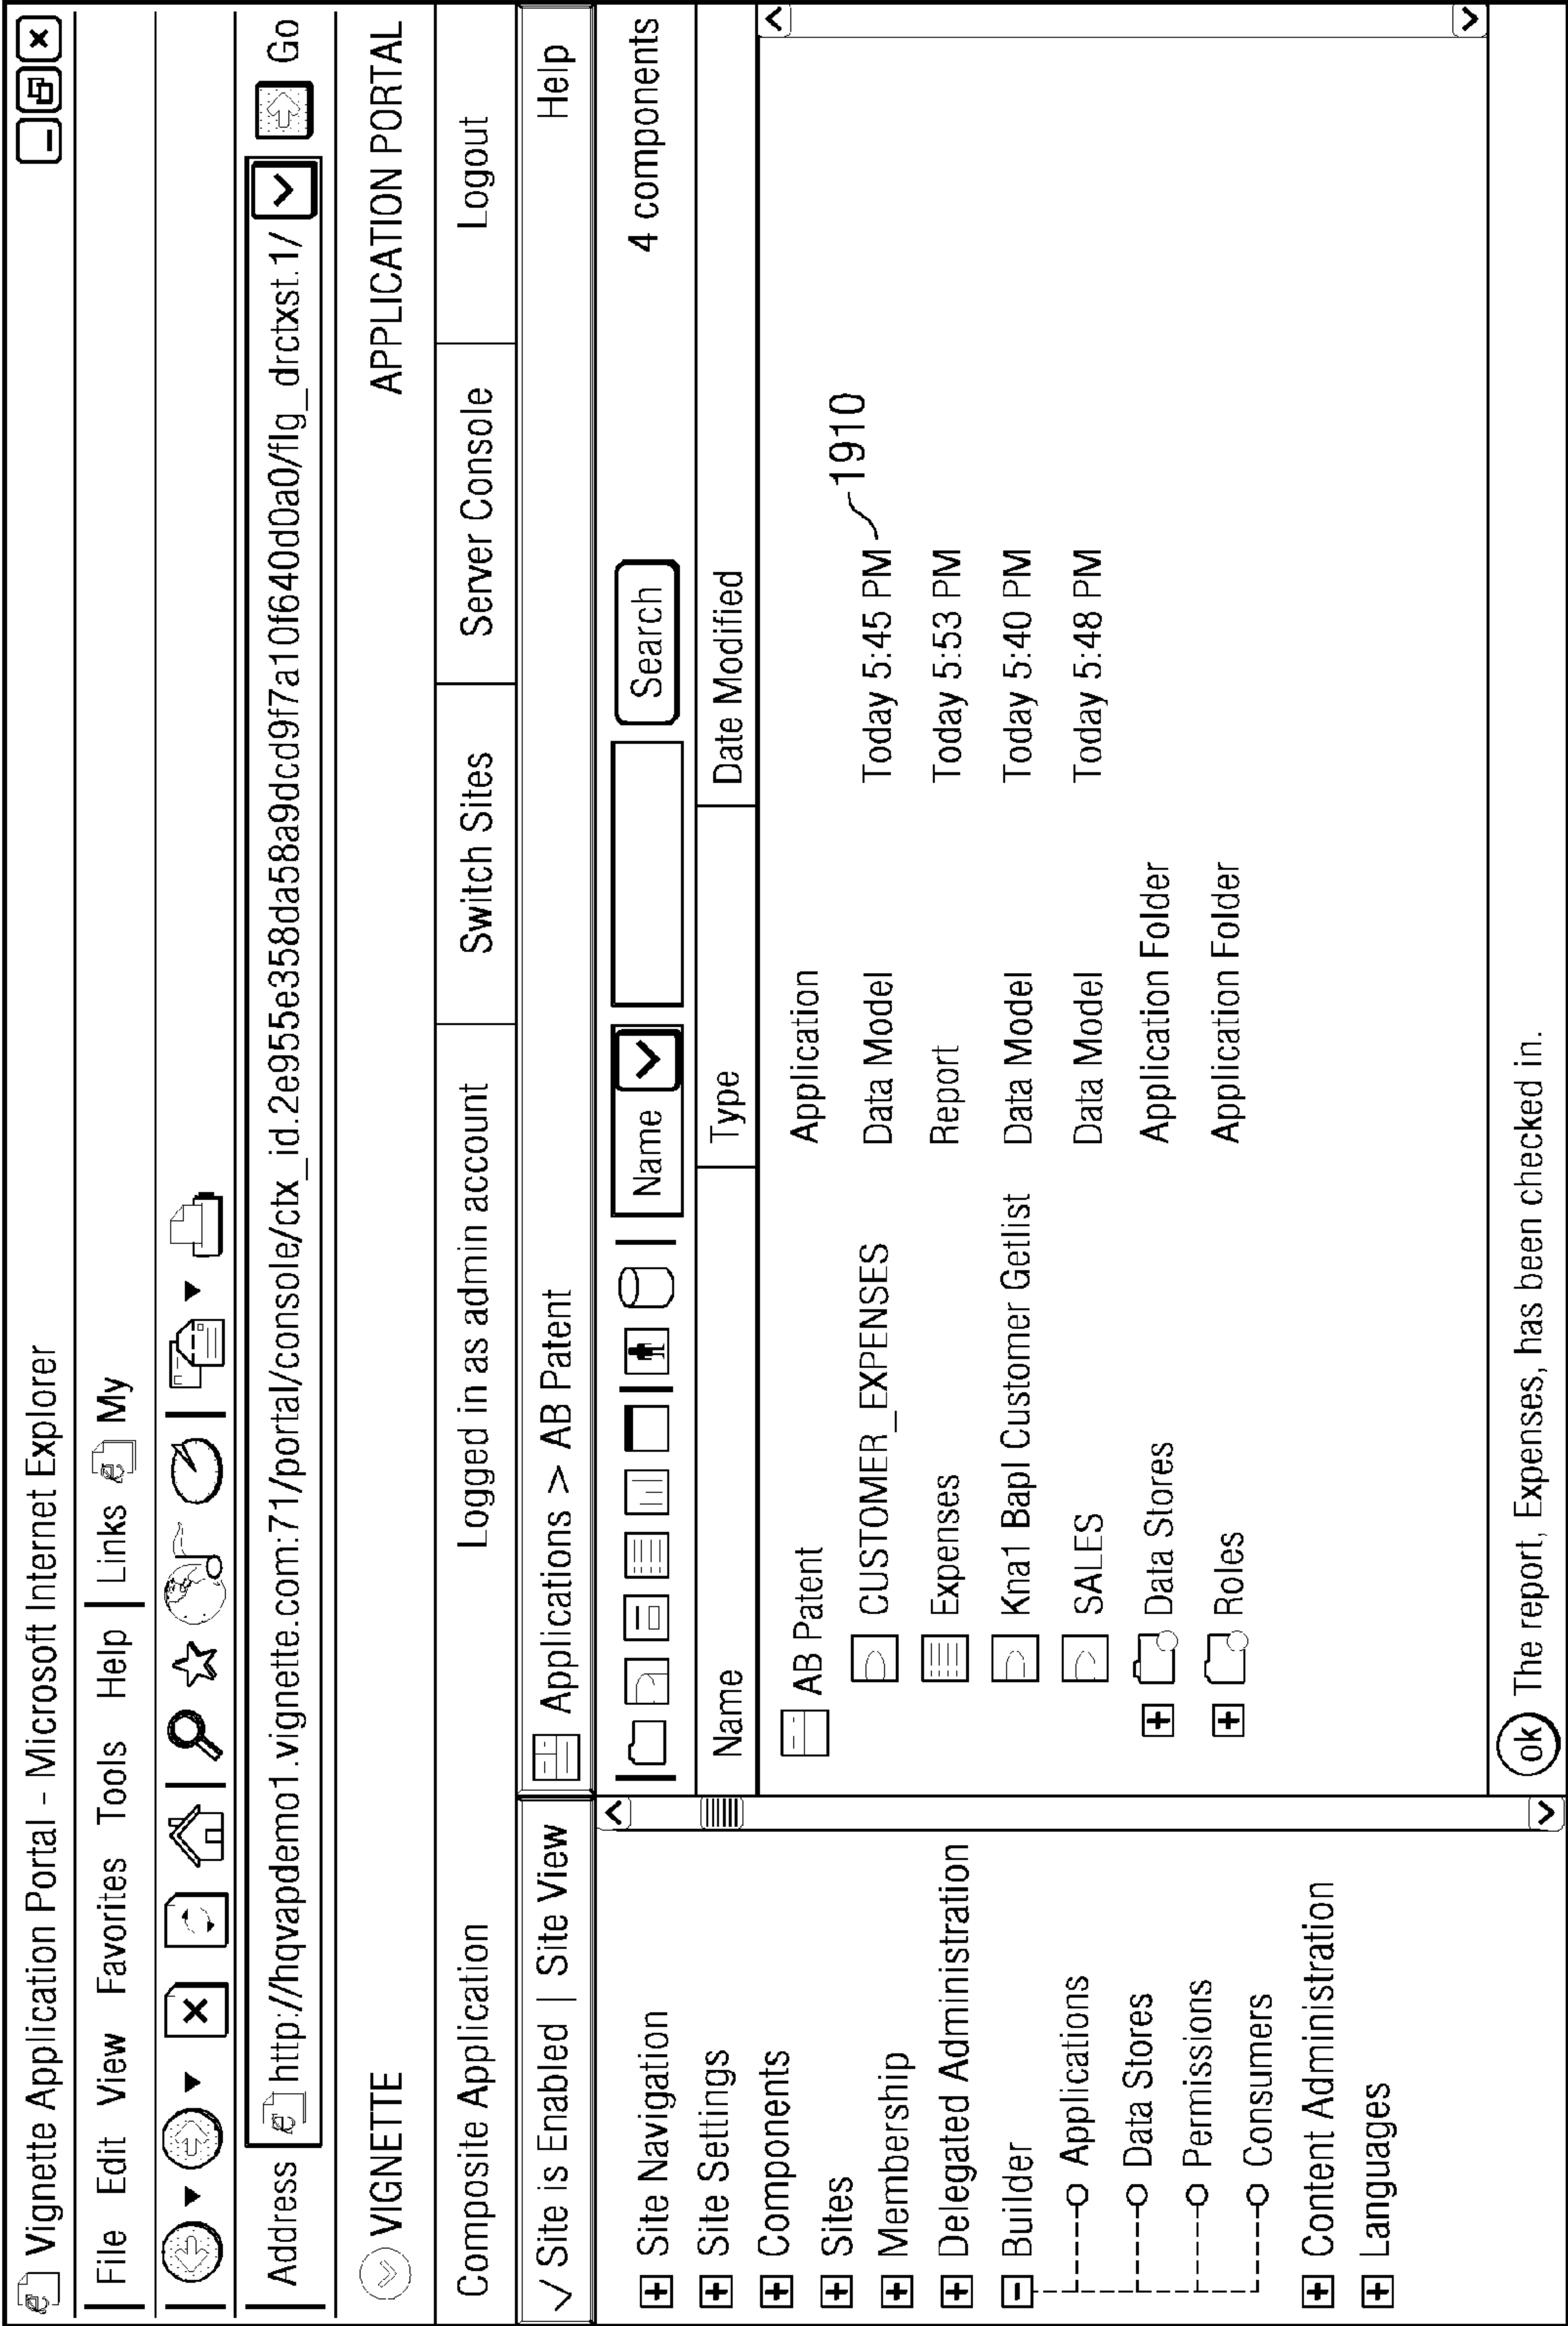 Vignette Application Portal - Microsoft Internet Explorer
File Edit View Favorites Tools Help Links My
Address http://hqvapdemo1.vignette.com:71/portal/console/ctx_id.2e955e358da58a9dcd9f7a10f640d0a0/flg_drctxst.1/ Go
VIGNETTE APPLICATION PORTAL
Composite Application Logged in as admin account Switch Sites Server Console Logout
Site is Enabled | Site View Applications > AB Patent Help
Name Search 4 components
Name Type Date Modified
Site Navigation
Site Settings
Components
Sites
Membership
Delegated Administration
Builder
Applications
Data Stores
Permissions
Consumers
Content Administration
Languages
AB Patent Application
CUSTOMER_EXPENSES Data Model Today 5:45 PM 1910
Expenses Report Today 5:53 PM
Kna1 Bapl Customer Getlist Data Model Today 5:40 PM
SALES Data Model Today 5:48 PM
Data Stores Application Folder
Roles Application Folder
ok The report, Expenses, has been checked in.